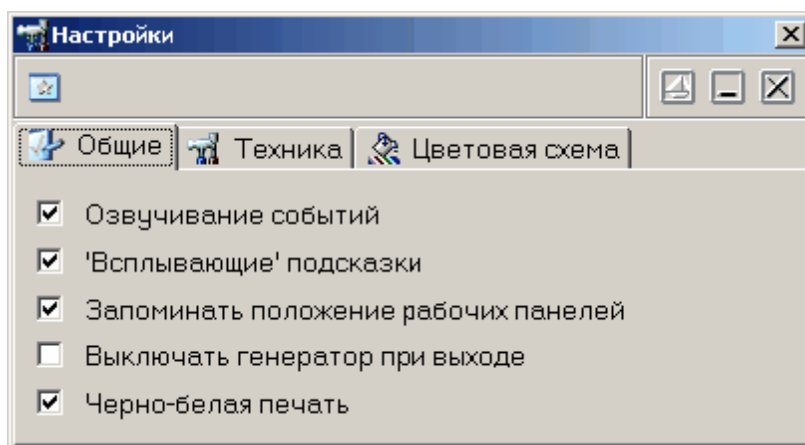 Настройки
Общие Техника Цветовая схема
Озвучивание событий
'Всплывающие' подсказки
Запоминать положение рабочих панелей
Выключать генератор при выходе
Черно-белая печать